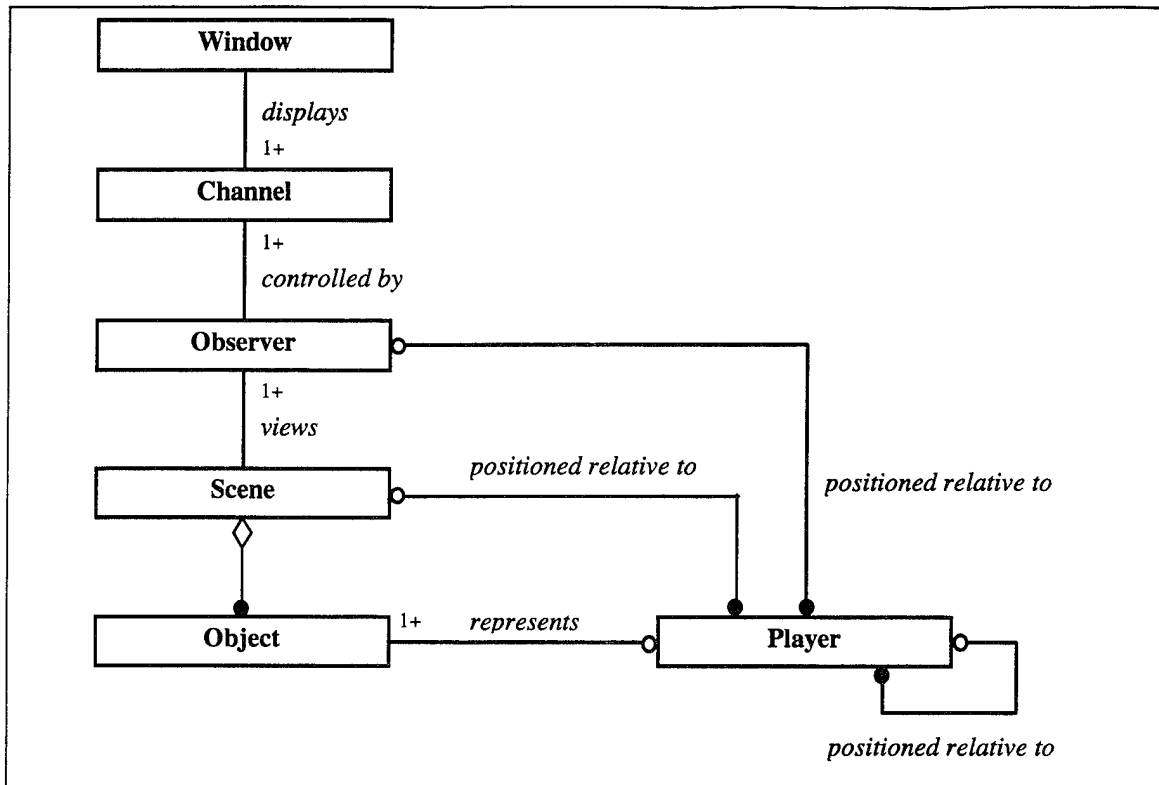 Window
displays
1+
Channel
1+
controlled by
Observer
1+
views
positioned relative to
positioned relative to
Scene
1+
represents
Object
Player
positioned relative to